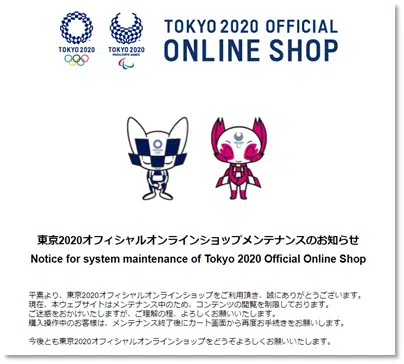 TOKYO 2020
TOKYO 2020
PARALYMPIC GAMES
TOKYO 2020 OFFICIAL
ONLINE SHOP
東京2020オフィシャルオンラインショップメンテナンスのお知らせ
Notice for system maintenance of Tokyo 2020 Official Online Shop
平素より、東京2020オフィシャルオンラインショップをご利用頂き、誠にありがとうございます。
現在、本ウェブサイトはメンテナンス中のため、コンテンツの閲覧を制限しております。
ご迷惑をおかけいたしますが、ご理解の程、よろしくお願いいたします。
購入操作中のお客様は、メンテナンス終了後にカート画面から再度お手続きをお願いします。
今後とも東京2020オフィシャルオンラインショップをどうぞよろしくお願いいたします。